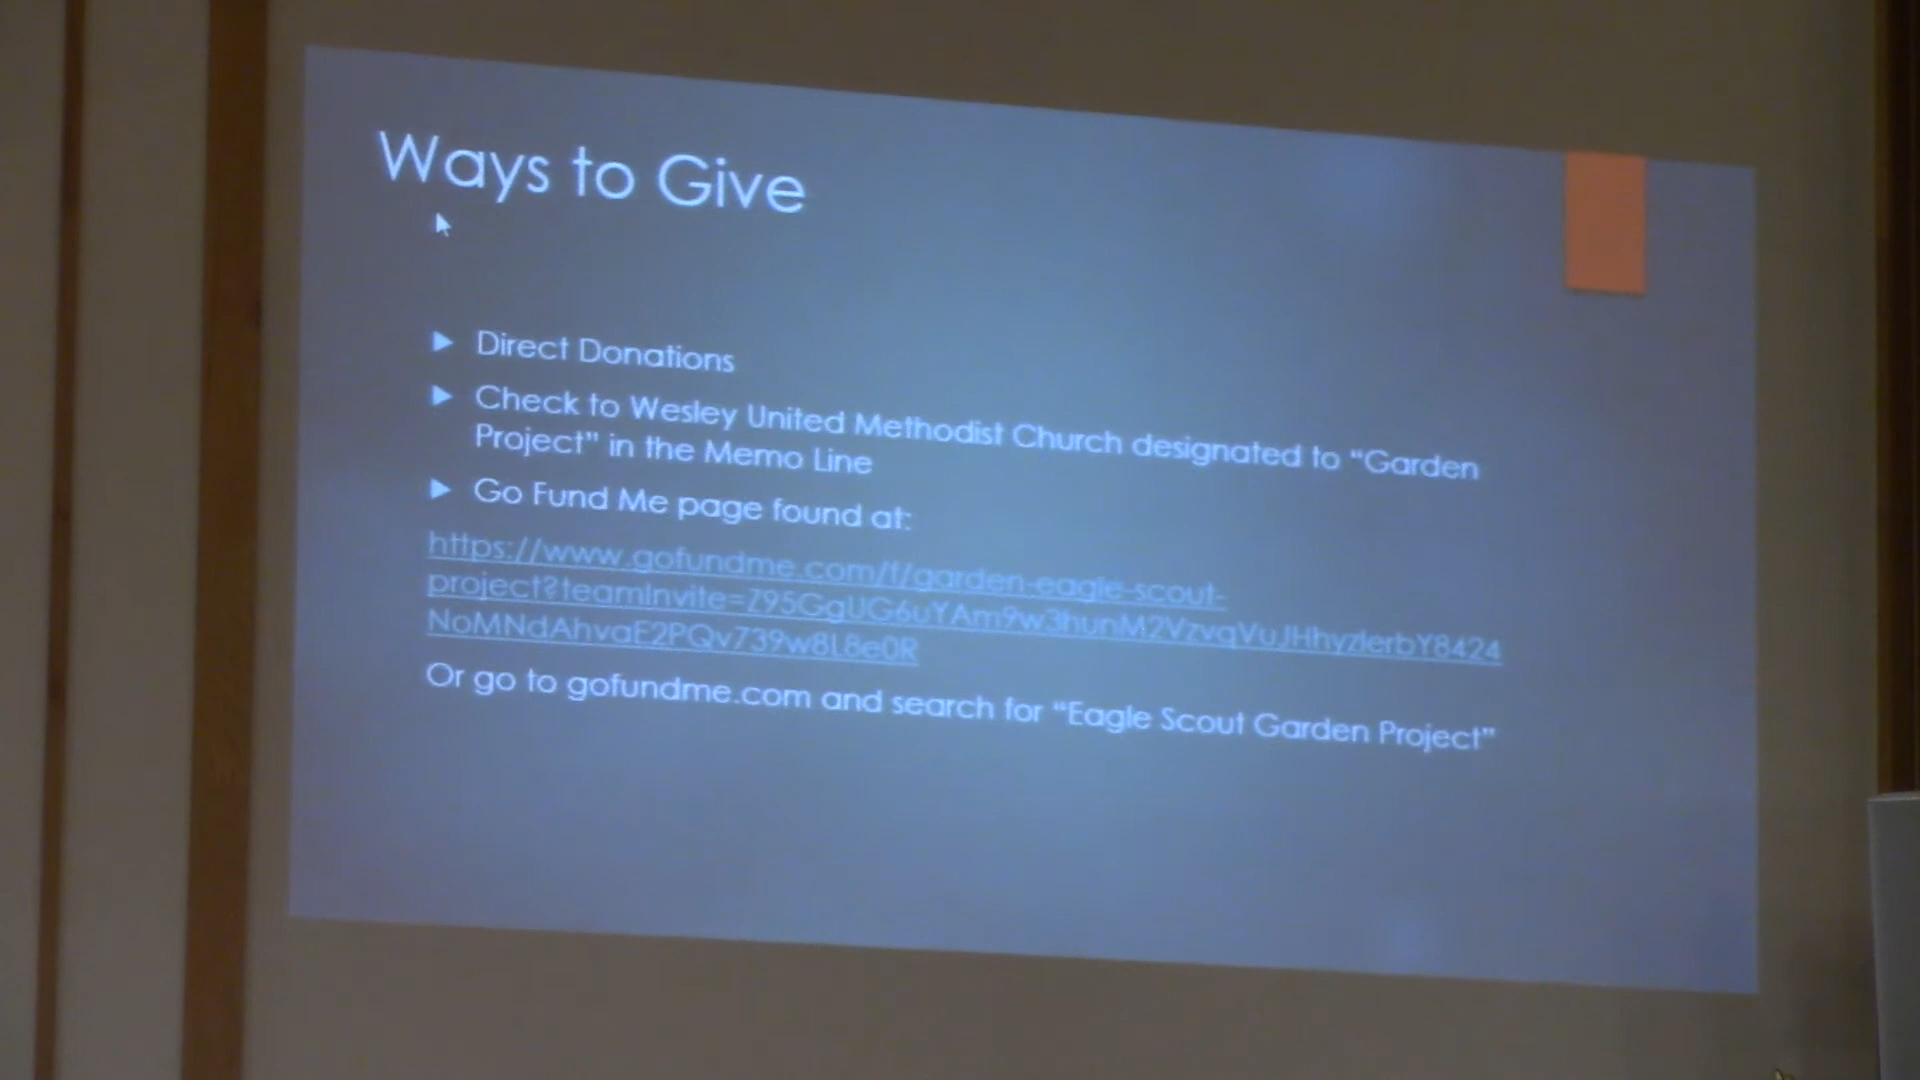 Ways to Give
Direct Donations
Check to Wesley United Methodist Church designated to “Garden
Project” in the Memo Line
Go Fund Me page found at:
https://www.gofundme.com/f/garden-eagle-scout-
project?teamInvite=Z95GgUG6uYAm9w3hunM2VzvqVuJHhyzlerbY8424
NoMNdAhvaE2PQv739w8L8e0R
Or go to gofundme.com and search for “Eagle Scout Garden Project”